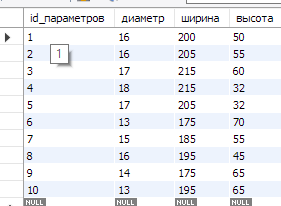 id_параметров диаметр ширина высота
1 16 200 50
2 16 205 55
1
3 17 215 60
4 18 215 32
5 17 205 32
6 13 175 70
7 15 185 55
8 16 195 45
9 14 175 65
10 13 195 65
NULL NULL NULL NULL